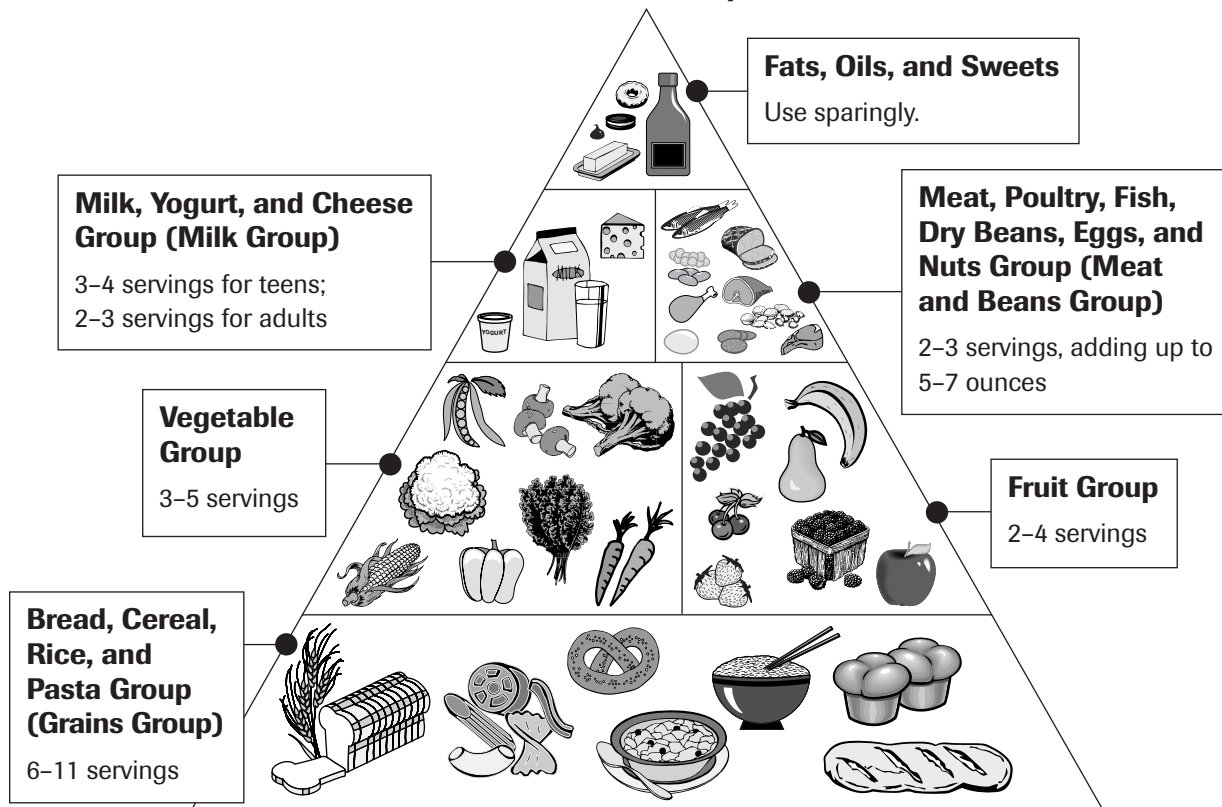 Fats, Oils, and Sweets
Use sparingly.
Milk, Yogurt, and Cheese
Group (Milk Group)
3–4 servings for teens;
2–3 servings for adults
Meat, Poultry, Fish,
Dry Beans, Eggs, and
Nuts Group (Meat
and Beans Group)
2–3 servings, adding up to
5–7 ounces
YOGURT
Vegetable
Group
3–5 servings
Fruit Group
2–4 servings
Bread, Cereal,
Rice, and
Pasta Group
(Grains Group)
6–11 servings